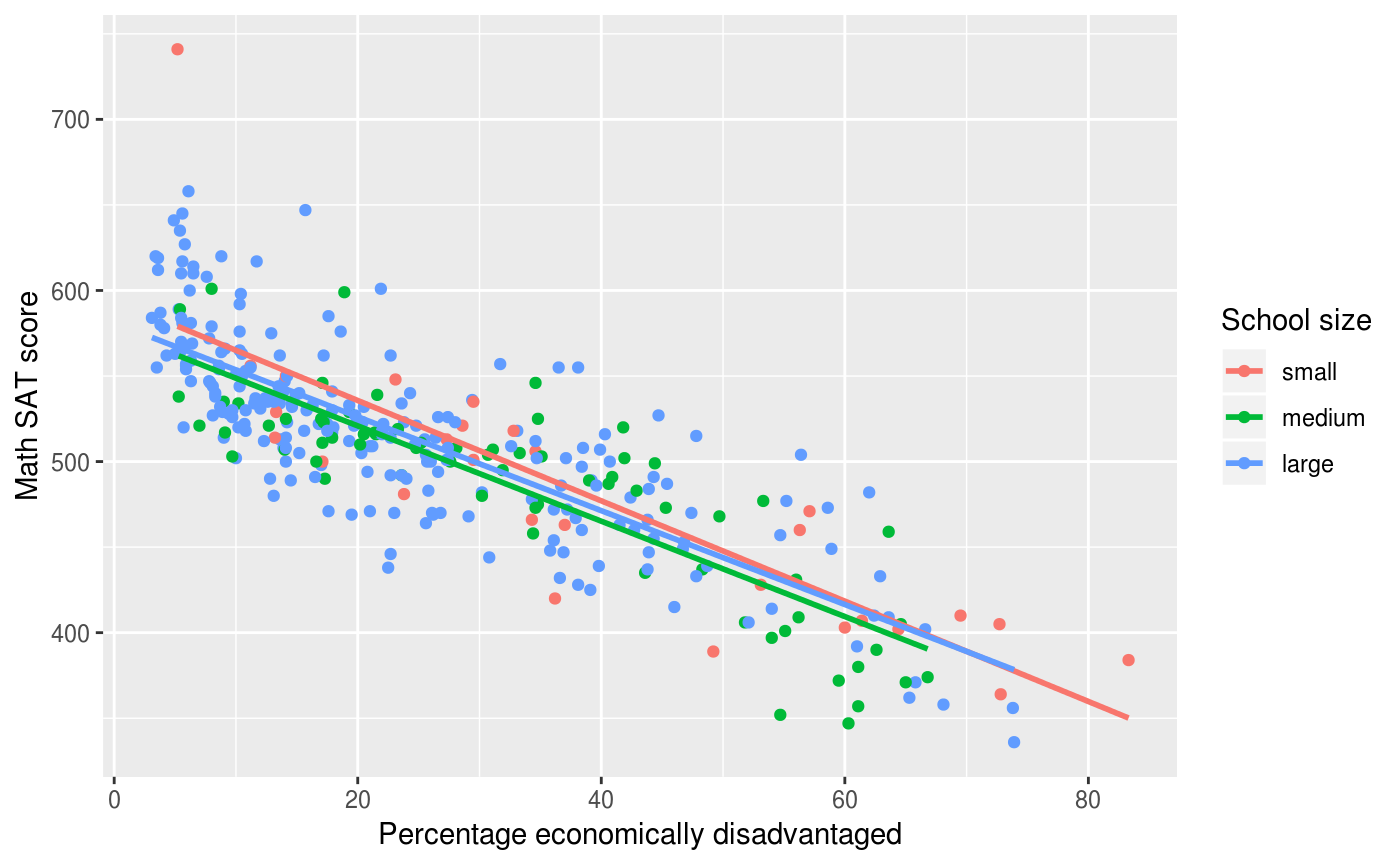 700
600
500
400
0 20 40 60 80
Math SAT score
Percentage economically disadvantaged
School size
small
medium
large